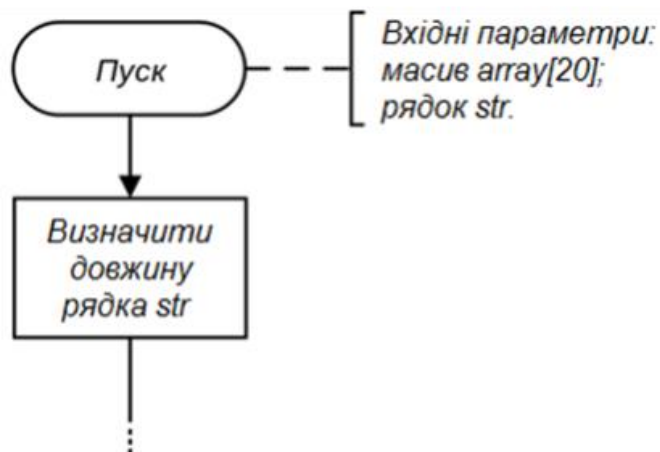 Пуск
Вхідні параметри:
масив array[20];
рядок str.
Визначити
довжину
рядка str